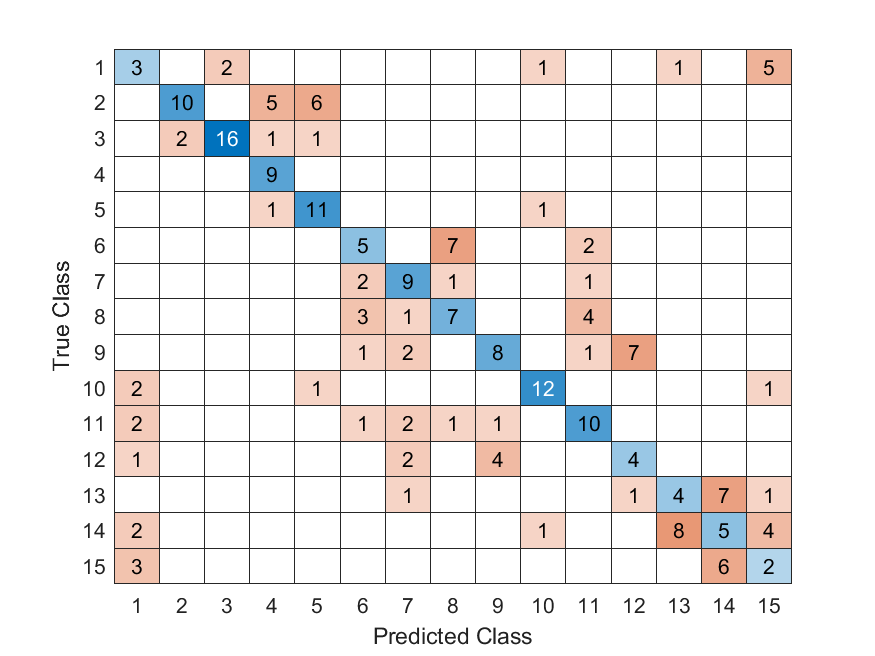 1 3 2 1 1 5
2 10 5 6
3 2 16 1 1
4 9
5 1 11 1
6 5 7 2
7 2 9 1 1
8 3 1 7 4
9 1 2 8 1 7
10 2 1 12 1
11 2 1 2 1 1 10
12 1 2 4 4
13 1 1 4 7 1
14 2 1 8 5 4
15 3 6 2
True Class
1 2 3 4 5 6 7 8 9 10 11 12 13 14 15
Predicted Class